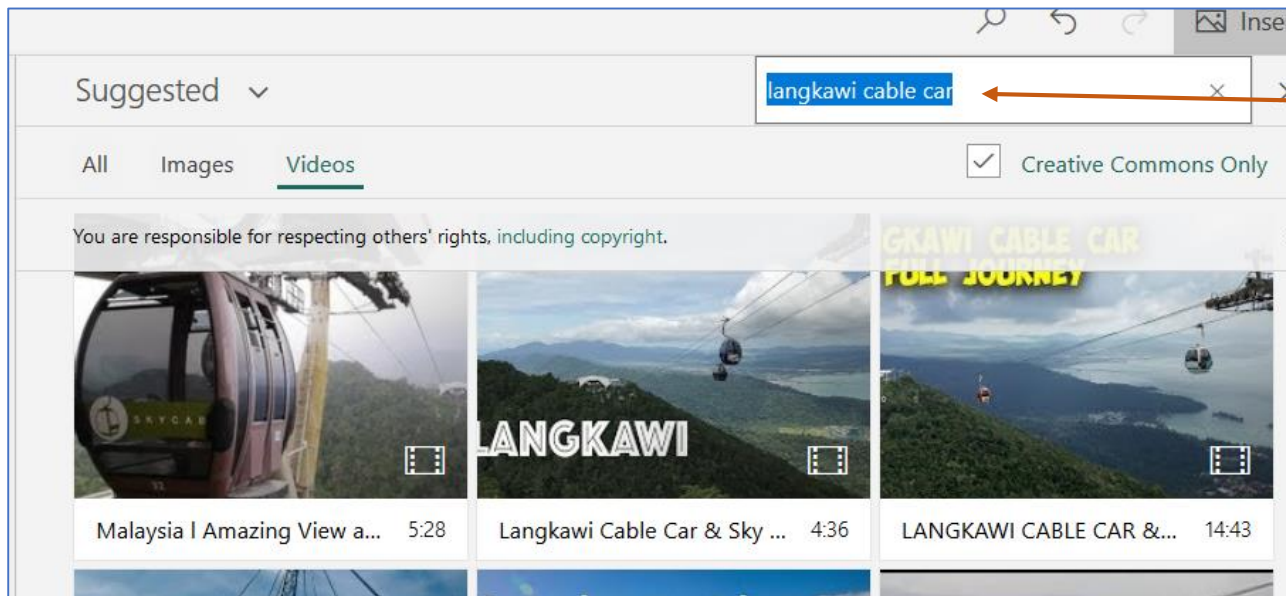 Inse
Suggested
langkawi cable car
All Images Videos
Creative Commons Only
You are responsible for respecting others' rights, including copyright.
GKAWI CABLE CAR
FULL JOURNEY
SKYCAB
32
LANGKAWI
Malaysia l Amazing View a... 5:28
Langkawi Cable Car & Sky ... 4:36
LANGKAWI CABLE CAR &... 14:43